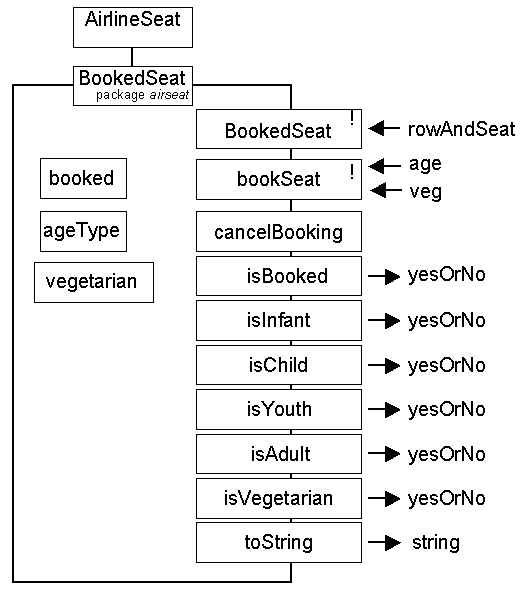 AirlineSeat
BookedSeat
package airseat
BookedSeat ! rowAndSeat
bookSeat ! age
veg
booked
cancelBooking
ageType
isBooked yesOrNo
vegetarian
isInfant yesOrNo
isChild yesOrNo
isYouth yesOrNo
isAdult yesOrNo
isVegetarian yesOrNo
toString string